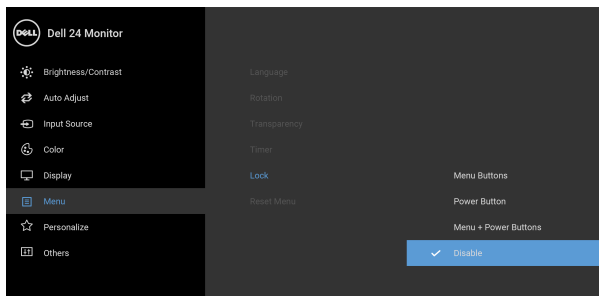 DELL Dell 24 Monitor
Brightness/Contrast
Language
Auto Adjust
Rotation
Input Source
Transparency
Color
Timer
Display
Lock
Menu Buttons
Menu
Reset Menu
Power Button
Personalize
Menu + Power Buttons
Others
Disable